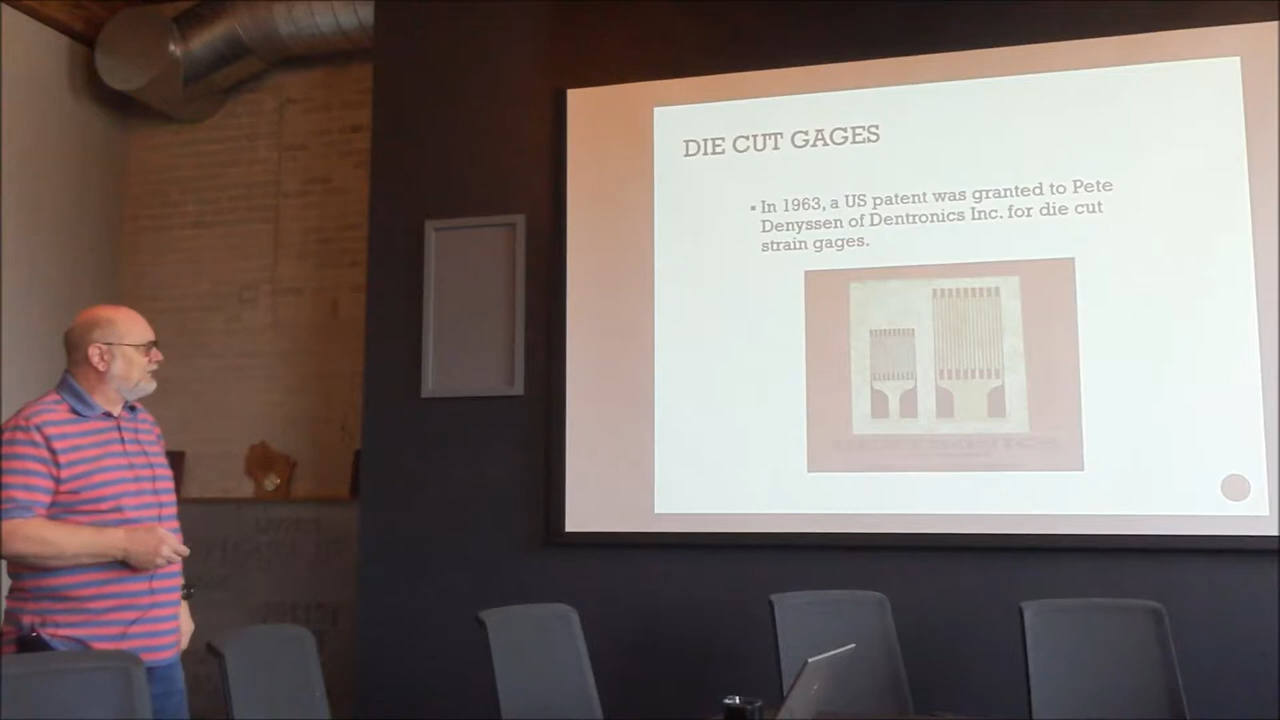 DIE CUT GAGES
▪ In 1963, a US patent was granted to Pete
Denyssen of Dentronics Inc. for die cut
strain gages.